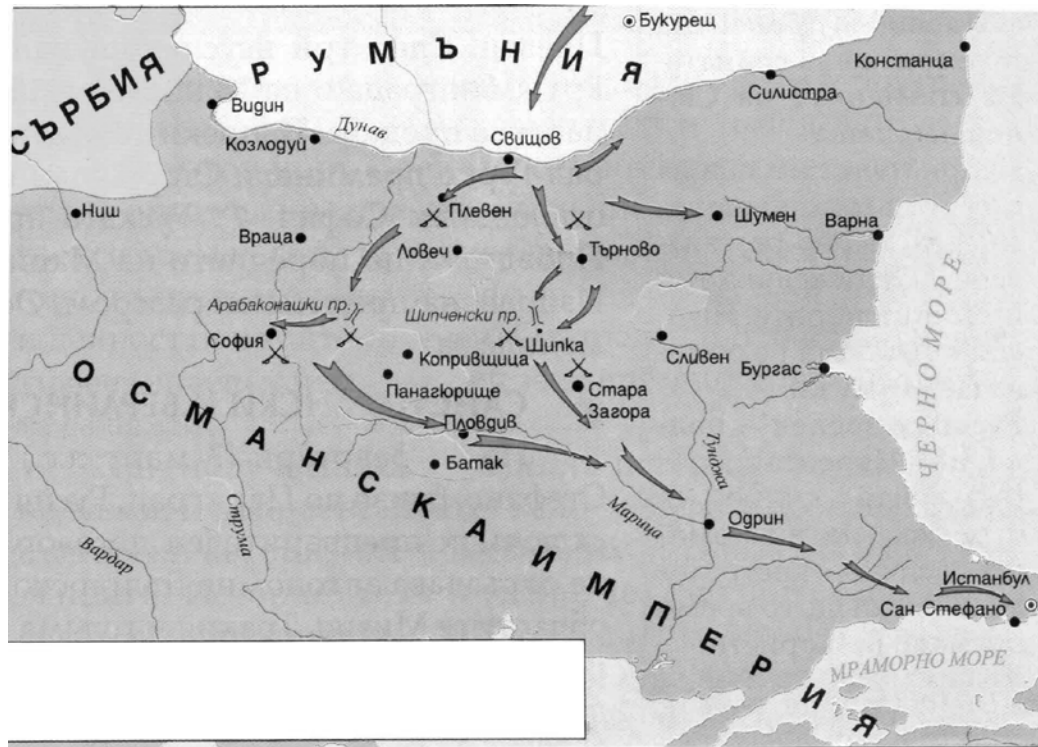 Букурещ
РУМЪНИЯ
Констанца
СЪРБИЯ
Силистра
Видин
Дунав
Козлодуй
Свищов
Ниш
Плевен
Шумен
Варна
Враца
Ловеч
Търново
ЧЕРНО МОРЕ
Арабаконашки пр.
Шипченски пр.
София
Шипка
Сливен
Копривщица
Бургас
Панагюрище
Стара
Загора
ОСМАНСКА ИМПЕРИЯ
Пловдив
Тунджа
Батак
Марица
Одрин
Струма
Вардар
Истанбул
Сан Стефано
МРАМОРНО МОРЕ